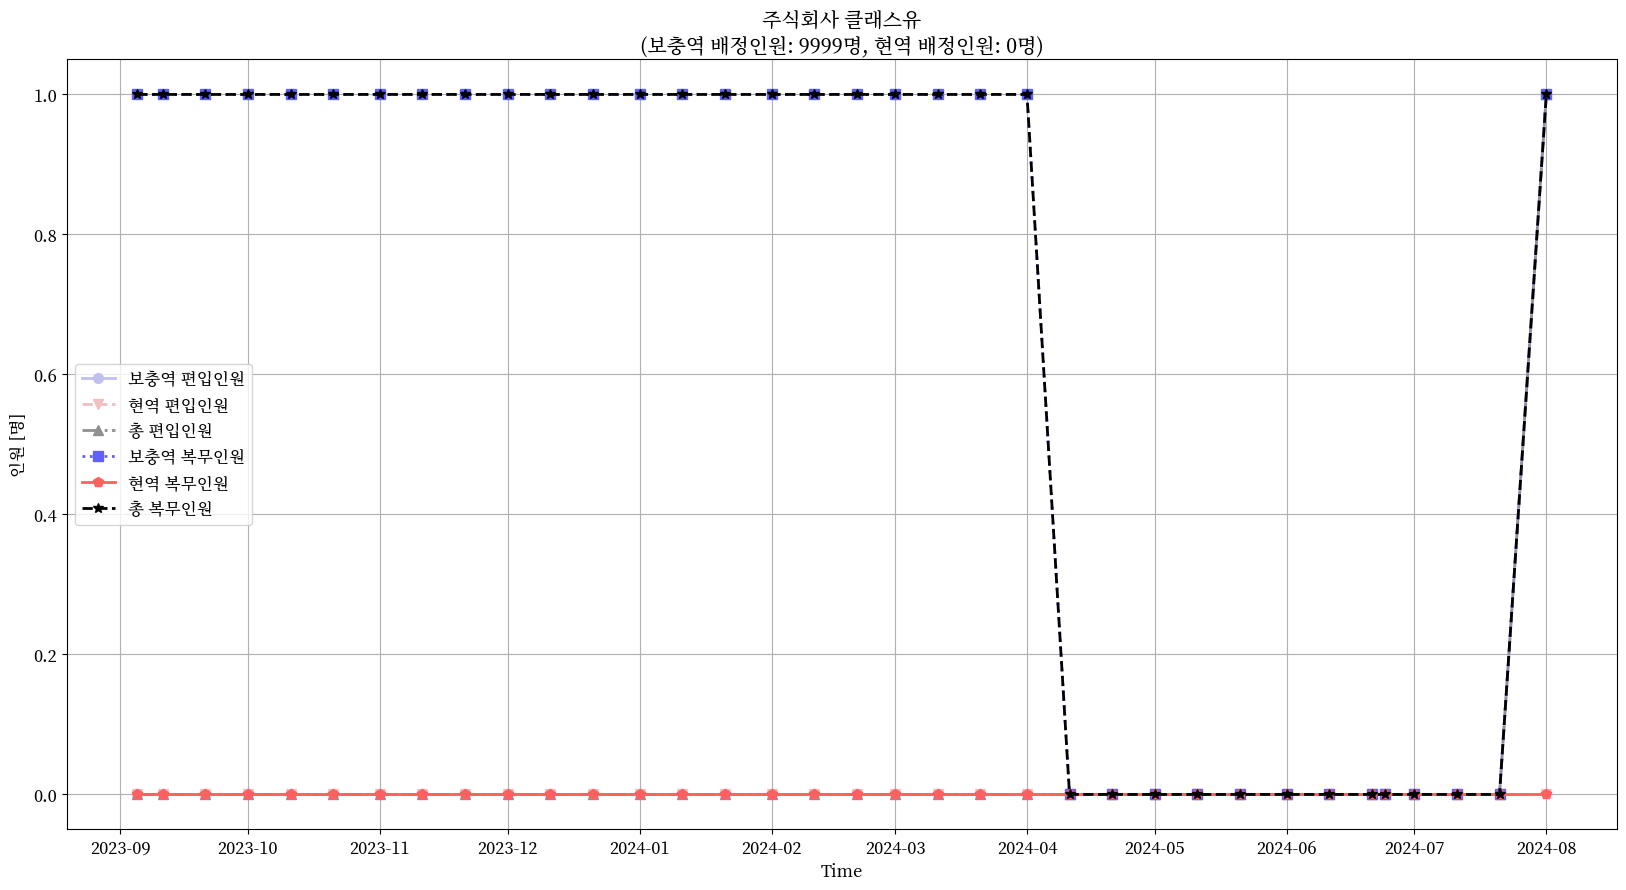 주식회사 클래스유
(보충역 배정인원: 9999명, 현역 배정인원: 0명)
1.0
0.8
0.6
0.4
0.2
0.0
인원 [명]
보충역 편입인원
현역 편입인원
총 편입인원
보충역 복무인원
현역 복무인원
총 복무인원
2023-09
2023-10
2023-11
2023-12
2024-01
2024-02
2024-03
2024-04
2024-05
2024-06
2024-07
2024-08
Time